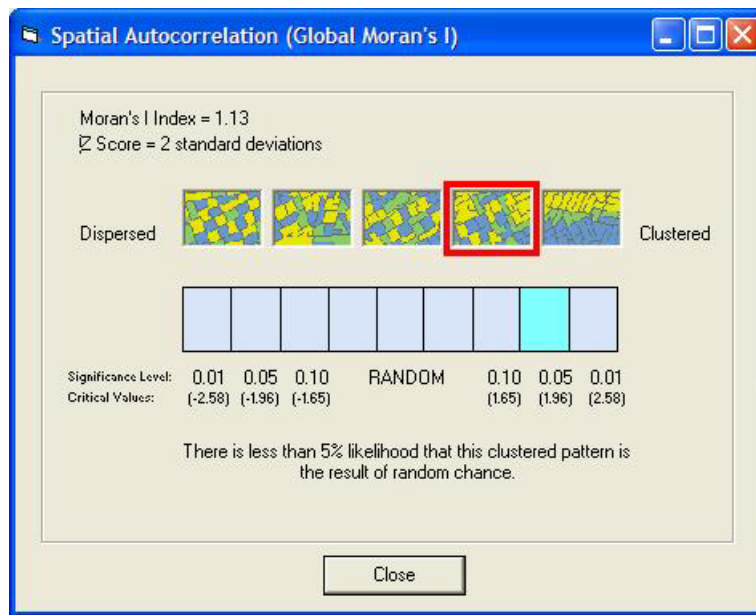 Spatial Autocorrelation (Global Moran's I)
Moran's I Index = 1.13
Z Score = 2 standard deviations
Dispersed
Clustered
Significance Level: 0.01 0.05 0.10 RANDOM 0.10 0.05 0.01
Critical Values: (-2.58) (-1.96) (-1.65) (1.65) (1.96) (2.58)
There is less than 5% likelihood that this clustered pattern is
the result of random chance.
Close